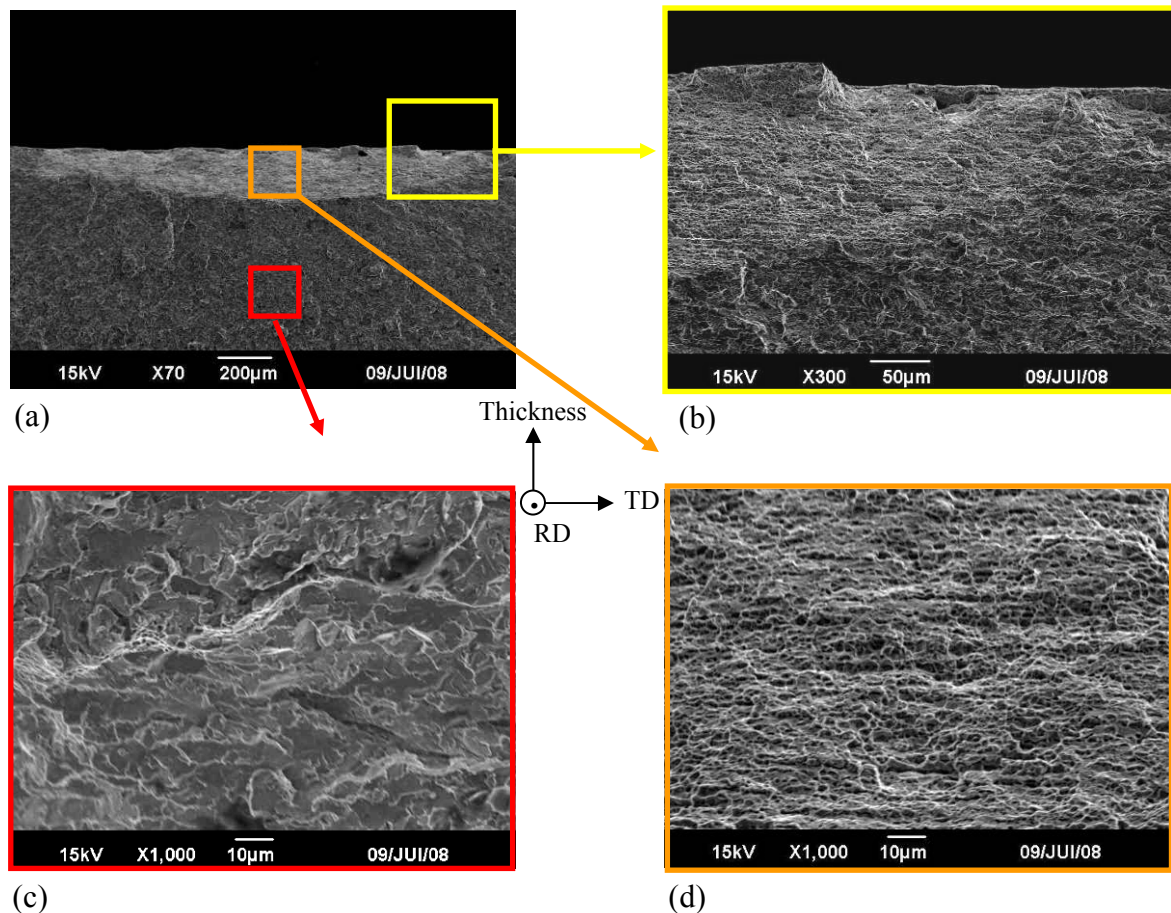 15kV X70 200µm 09/JUI/08
(a)
15kV X300 50µm 09/JUI/08
(b)
Thickness
TD
RD
15kV X1,000 10µm 09/JUI/08
(c)
15kV X1,000 10µm 09/JUI/08
(d)